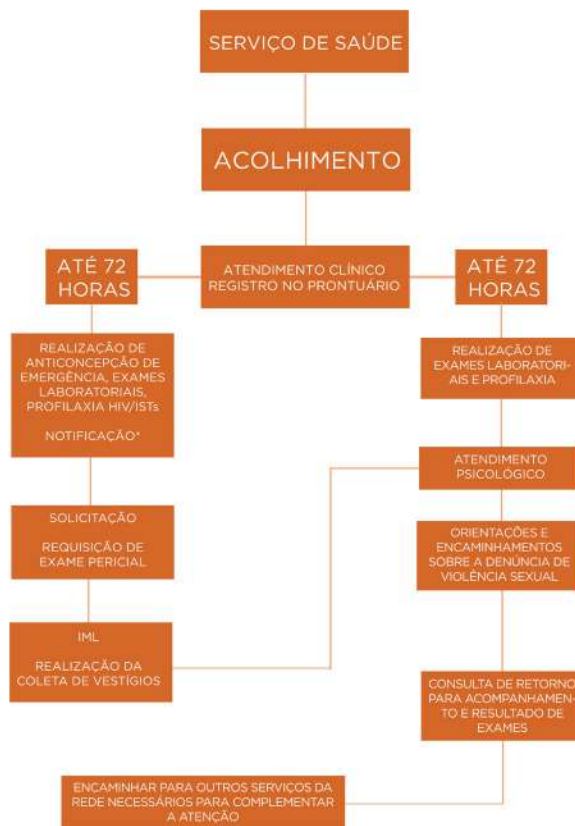 SERVIÇO DE SAÚDE
ACOLHIMENTO
ATENDIMENTO CLÍNICO
REGISTRO NO PRONTUÁRIO
ATÉ 72
HORAS
REALIZAÇÃO DE
ANTICONCEPÇÃO DE
EMERGÊNCIA, EXAMES
LABORATORIAIS,
PROFILAXIA HIV/ISTs
NOTIFICAÇÃO*
SOLICITAÇÃO
REQUISIÇÃO DE
EXAME PERICIAL
IML
REALIZAÇÃO DA
COLETA DE VESTÍGIOS
ATÉ 72
HORAS
REALIZAÇÃO DE
EXAMES LABORATORI-
AIS E PROFILAXIA
ATENDIMENTO
PSICOLÓGICO
ORIENTAÇÕES E
ENCAMINHAMENTOS
SOBRE A DENÚNCIA DE
VIOLÊNCIA SEXUAL
CONSULTA DE RETORNO
PARA ACOMPANHAMEN-
TO E RESULTADO DE
EXAMES
ENCAMINHAR PARA OUTROS SERVIÇOS DA
REDE NECESSÁRIOS PARA COMPLEMENTAR
A ATENÇÃO